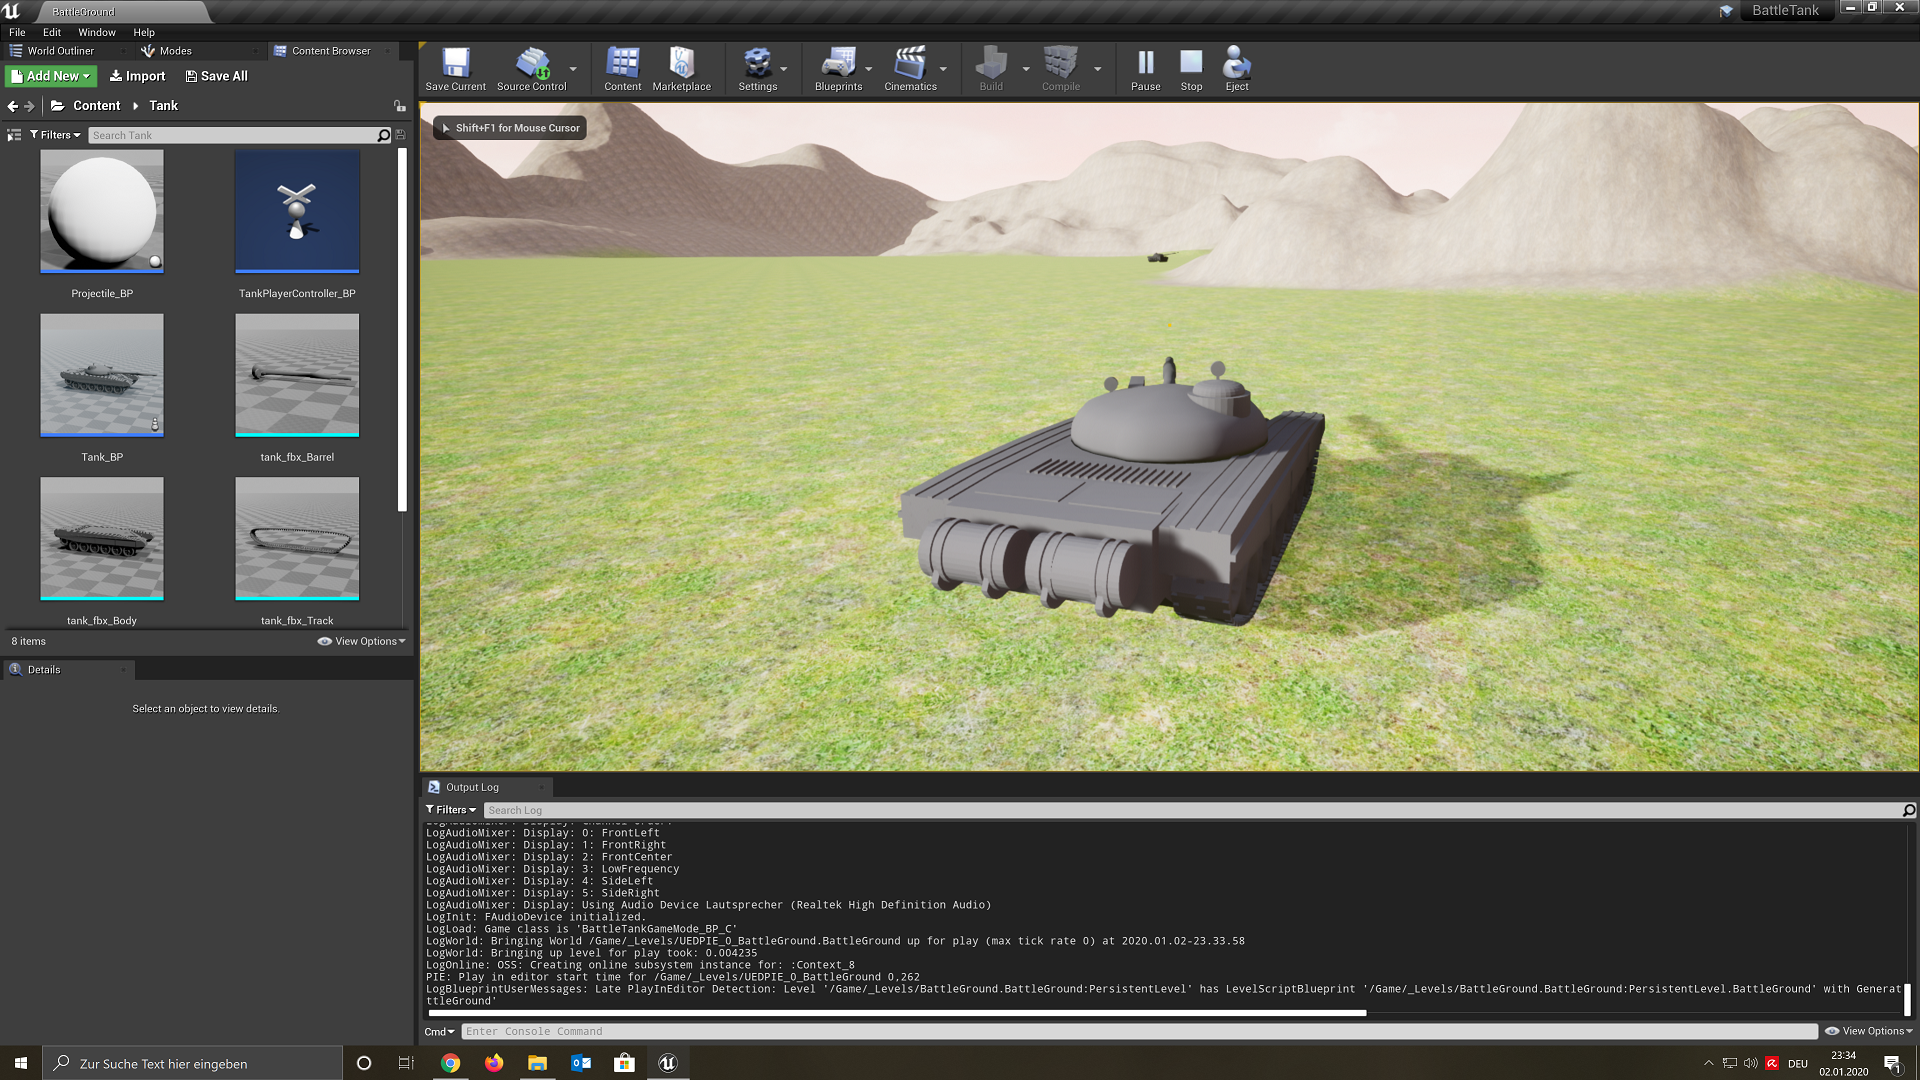 BattleGround
BattleTank
File Edit Window Help
World Outliner Modes Content Browser
Add New Import Save All
Content Tank
Filters Search Tank
Projectile_BP TankPlayerController_BP
Tank_BP tank_fbx_Barrel
tank_fbx_Body tank_fbx_Track
8 items View Options
Details
Select an object to view details.
Save Current Source Control Content Marketplace Settings Blueprints Cinematics Build Compile Pause Stop Eject
Shift+F1 for Mouse Cursor
Output Log
Filters Search Log
LogAudioMixer: Display: 0: FrontLeft
LogAudioMixer: Display: 1: FrontRight
LogAudioMixer: Display: 2: FrontCenter
LogAudioMixer: Display: 3: LowFrequency
LogAudioMixer: Display: 4: SideLeft
LogAudioMixer: Display: 5: SideRight
LogAudioMixer: Display: Using Audio Device Lautsprecher (Realtek High Definition Audio)
LogInit: FAudioDevice initialized.
LogLoad: Game class is 'BattleTankGameMode_BP_C'
LogWorld: Bringing World /Game/_Levels/UEDPIE_0_BattleGround.BattleGround up for play (max tick rate 0) at 2020.01.02-23.33.58
LogWorld: Bringing up level for play took: 0.004235
LogOnline: OSS: Creating online subsystem instance for: :Context_8
PIE: Play in editor start time for /Game/_Levels/UEDPIE_0_BattleGround 0,262
LogBlueprintUserMessages: Late PlayInEditor Detection: Level '/Game/_Levels/BattleGround.BattleGround:PersistentLevel' has LevelScriptBlueprint '/Game/_Levels/BattleGround.BattleGround:PersistentLevel.BattleGround' with Generat
ttleGround'
Cmd Enter Console Command View Options
Zur Suche Text hier eingeben
DEU
23:34
02.01.2020
1